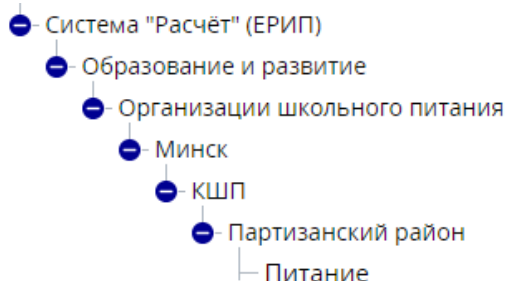 Система "Расчёт" (ЕРИП)
Образование и развитие
Организации школьного питания
Минск
КШП
Партизанский район
Питание